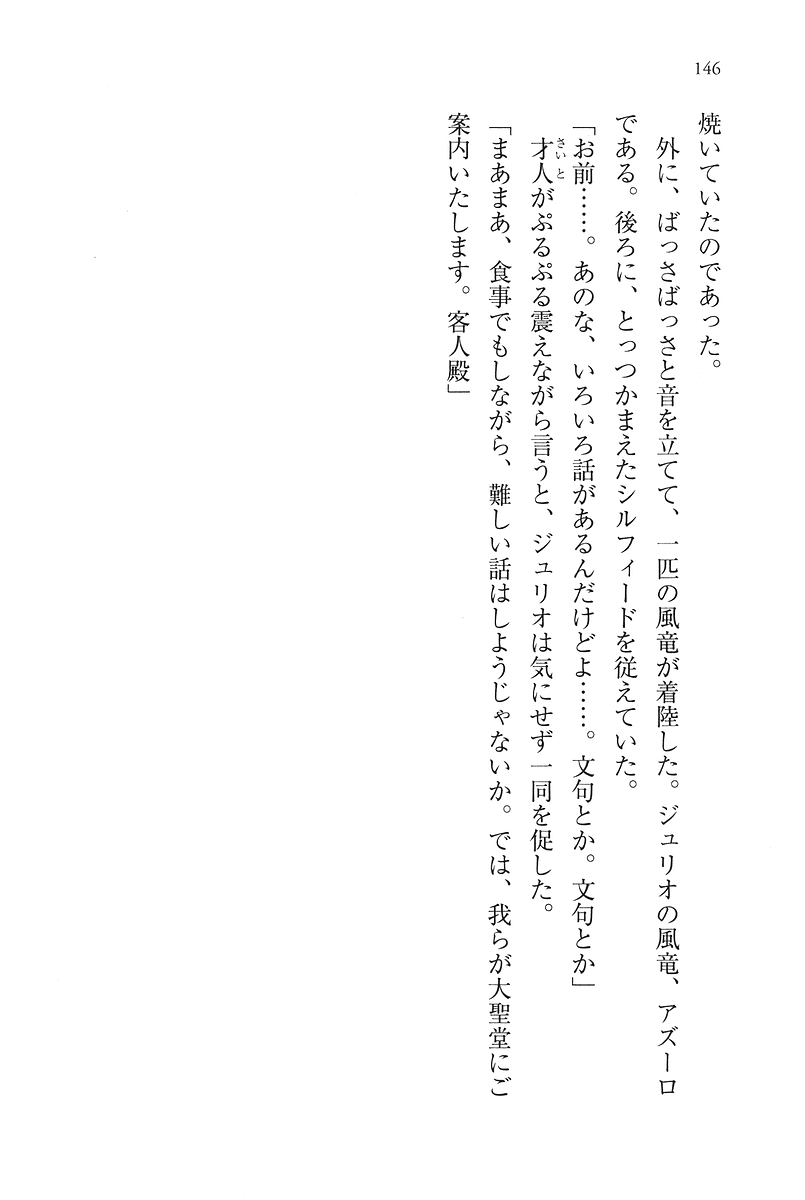 146
焼いていたのであった。
　外に、ばっさばっさと音を立てて、一匹の風竜が着陸した。ジュリオの風竜、アズーロ
である。後ろに、とっつかまえたシルフィードを従えていた。
「お前……。あのな、いろいろ話があるんだけどよ……。文句とか。文句とか」
　才人がぷるぷる震えながら言うと、ジュリオは気にせず一同を促した。
さいと
「まあまあ、食事でもしながら、難しい話はしようじゃないか。では、我らが大聖堂にご
案内いたします。客人殿」